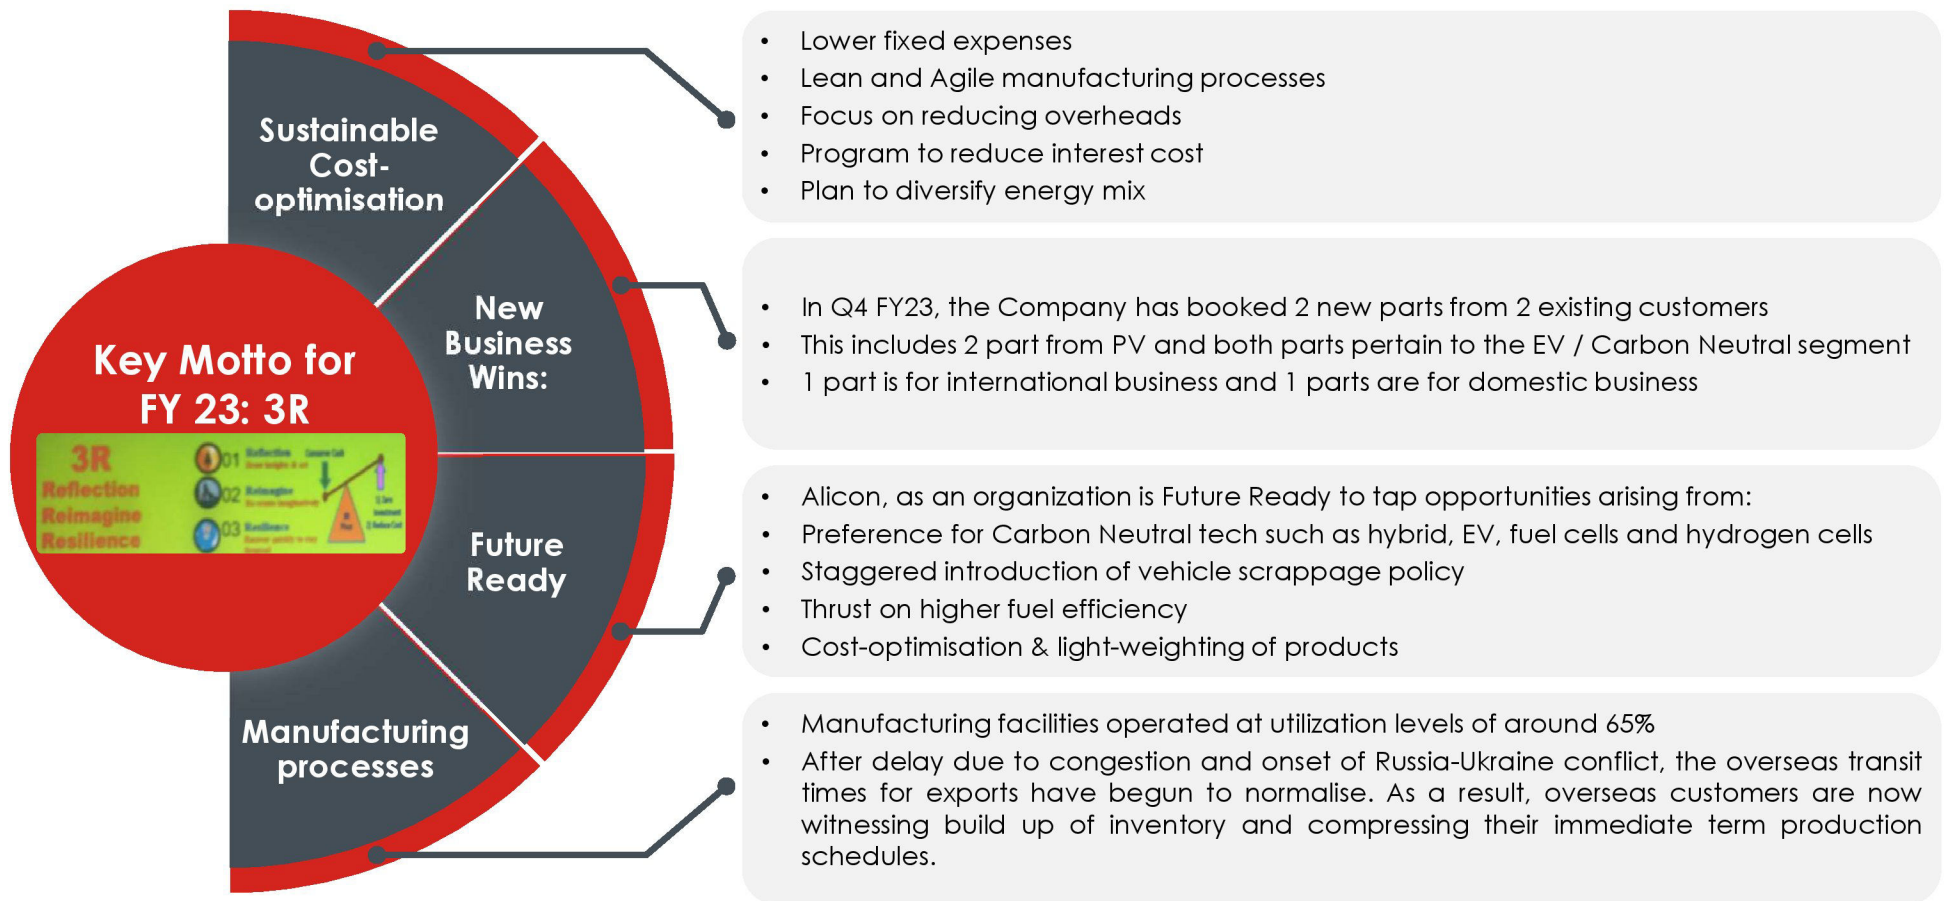 Sustainable
Cost-
optimisation
• Lower fixed expenses
• Lean and Agile manufacturing processes
• Focus on reducing overheads
• Program to reduce interest cost
• Plan to diversify energy mix
New
Business
Wins:
• In Q4 FY23, the Company has booked 2 new parts from 2 existing customers
• This includes 2 part from PV and both parts pertain to the EV / Carbon Neutral segment
• 1 part is for international business and 1 parts are for domestic business
Key Motto for
FY 23: 3R
3R
Reflection
Reimagine
Resilience
01 Reflection
02 Reimagine
03 Resilience
Future
Ready
• Alicon, as an organization is Future Ready to tap opportunities arising from:
• Preference for Carbon Neutral tech such as hybrid, EV, fuel cells and hydrogen cells
• Staggered introduction of vehicle scrappage policy
• Thrust on higher fuel efficiency
• Cost-optimisation & light-weighting of products
Manufacturing
processes
• Manufacturing facilities operated at utilization levels of around 65%
• After delay due to congestion and onset of Russia-Ukraine conflict, the overseas transit
times for exports have begun to normalise. As a result, overseas customers are now
witnessing build up of inventory and compressing their immediate term production
schedules.